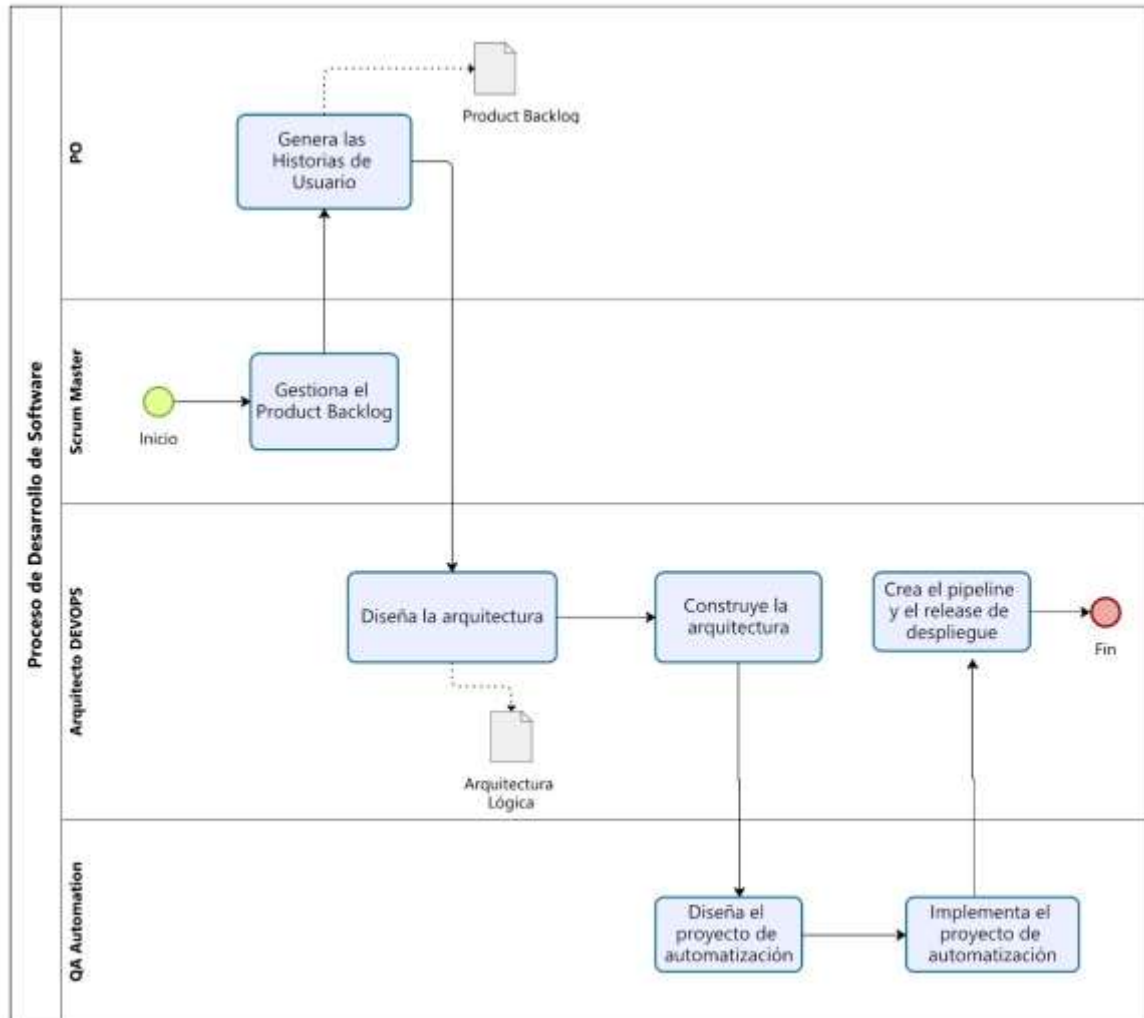 Proceso de Desarrollo de Software
PO
Genera las
Historias de
Usuario
Product Backlog
Scrum Master
Inicio
Gestiona el
Product Backlog
Arquitecto DEVOPS
Diseña la arquitectura
Arquitectura
Lógica
Construye la
arquitectura
Crea el pipeline
y el release de
despliegue
Fin
QA Automation
Diseña el
proyecto de
automatización
Implementa el
proyecto de
automatización